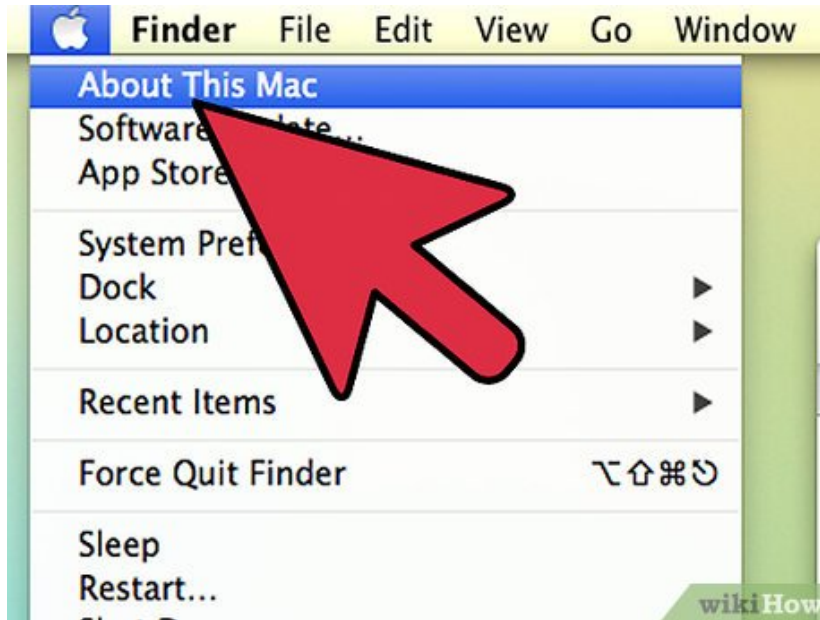 Finder File Edit View Go Window
About This Mac
Software
App Store
System
Dock
Location
Recent Items
Force Quit Finder ⌥⇧⌘⎋
Sleep
Restart...
wikiHow